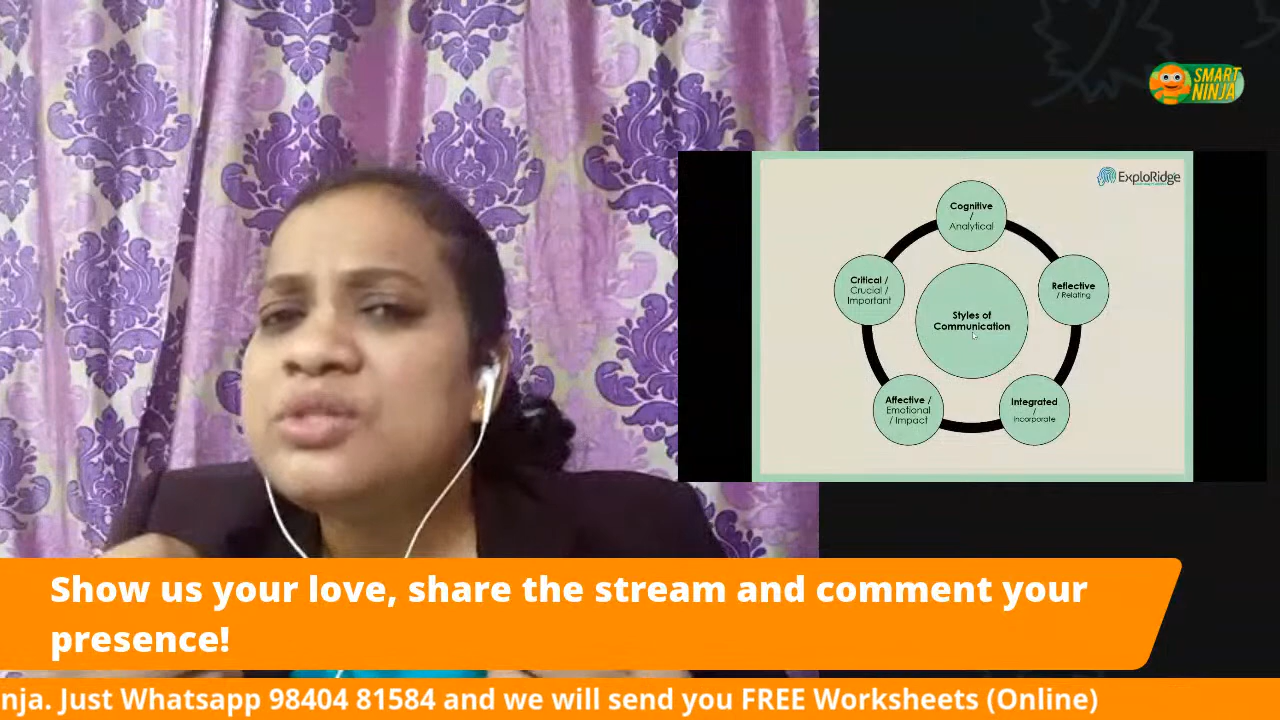 SMART
NINJA
ExploRidge
Cognitive
/
Analytical
Critical /
Crucial /
Important
Reflective
/ Relating
Styles of
Communication
Affective /
Emotional
/ Impact
Integrated
/
Incorporate
Show us your love, share the stream and comment your
presence!
nja. Just Whatsapp 98404 81584 and we will send you FREE Worksheets (Online)